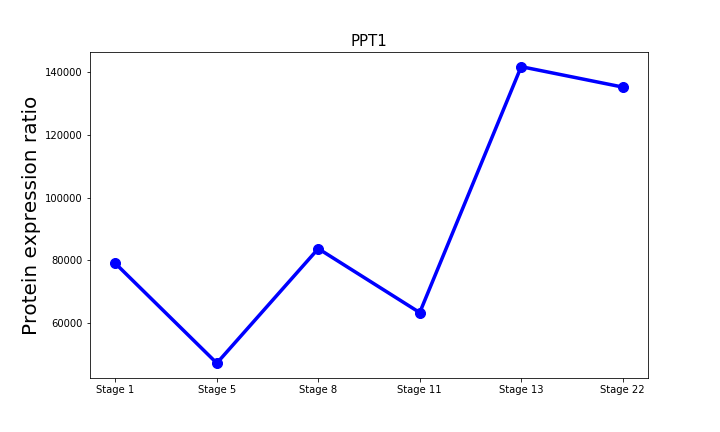 PPT1
Protein expression ratio
140000
120000
100000
80000
60000
Stage 1 Stage 5 Stage 8 Stage 11 Stage 13 Stage 22